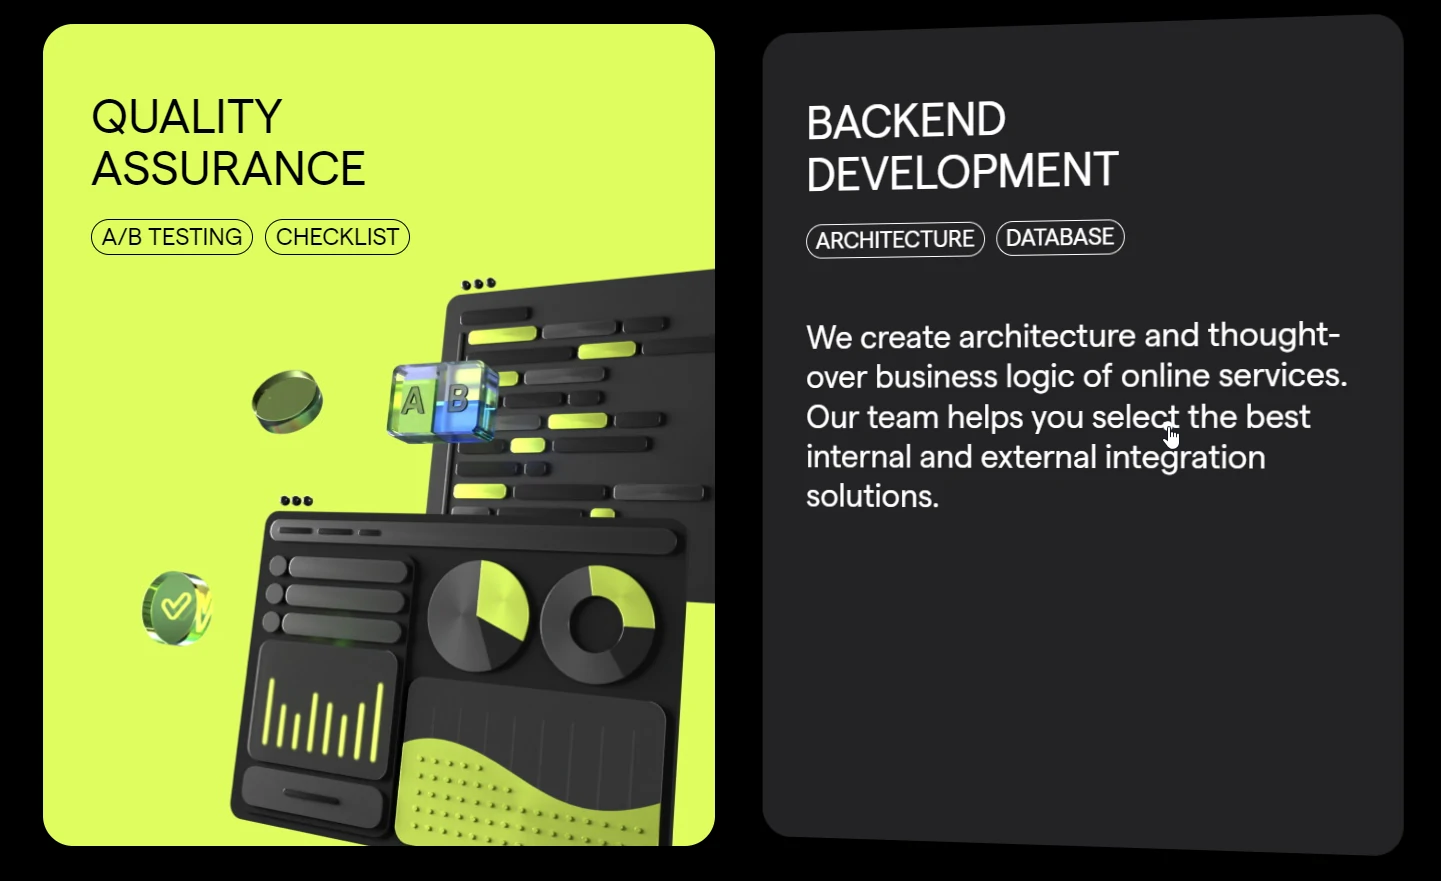 QUALITY
ASSURANCE
A/B TESTING CHECKLIST
A B
BACKEND
DEVELOPMENT
ARCHITECTURE DATABASE
We create architecture and thought-
over business logic of online services.
Our team helps you select the best
internal and external integration
solutions.